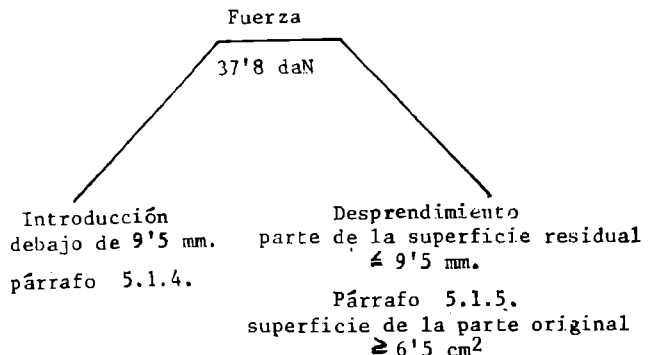 Fuerza
37'8 daN
Introducción
debajo de 9'5 mm.
párrafo 5.1.4.
Desprendimiento
parte de la superficie residual
≤ 9'5 mm.
Párrafo 5.1.5.
superficie de la parte original
≥ 6'5 cm²